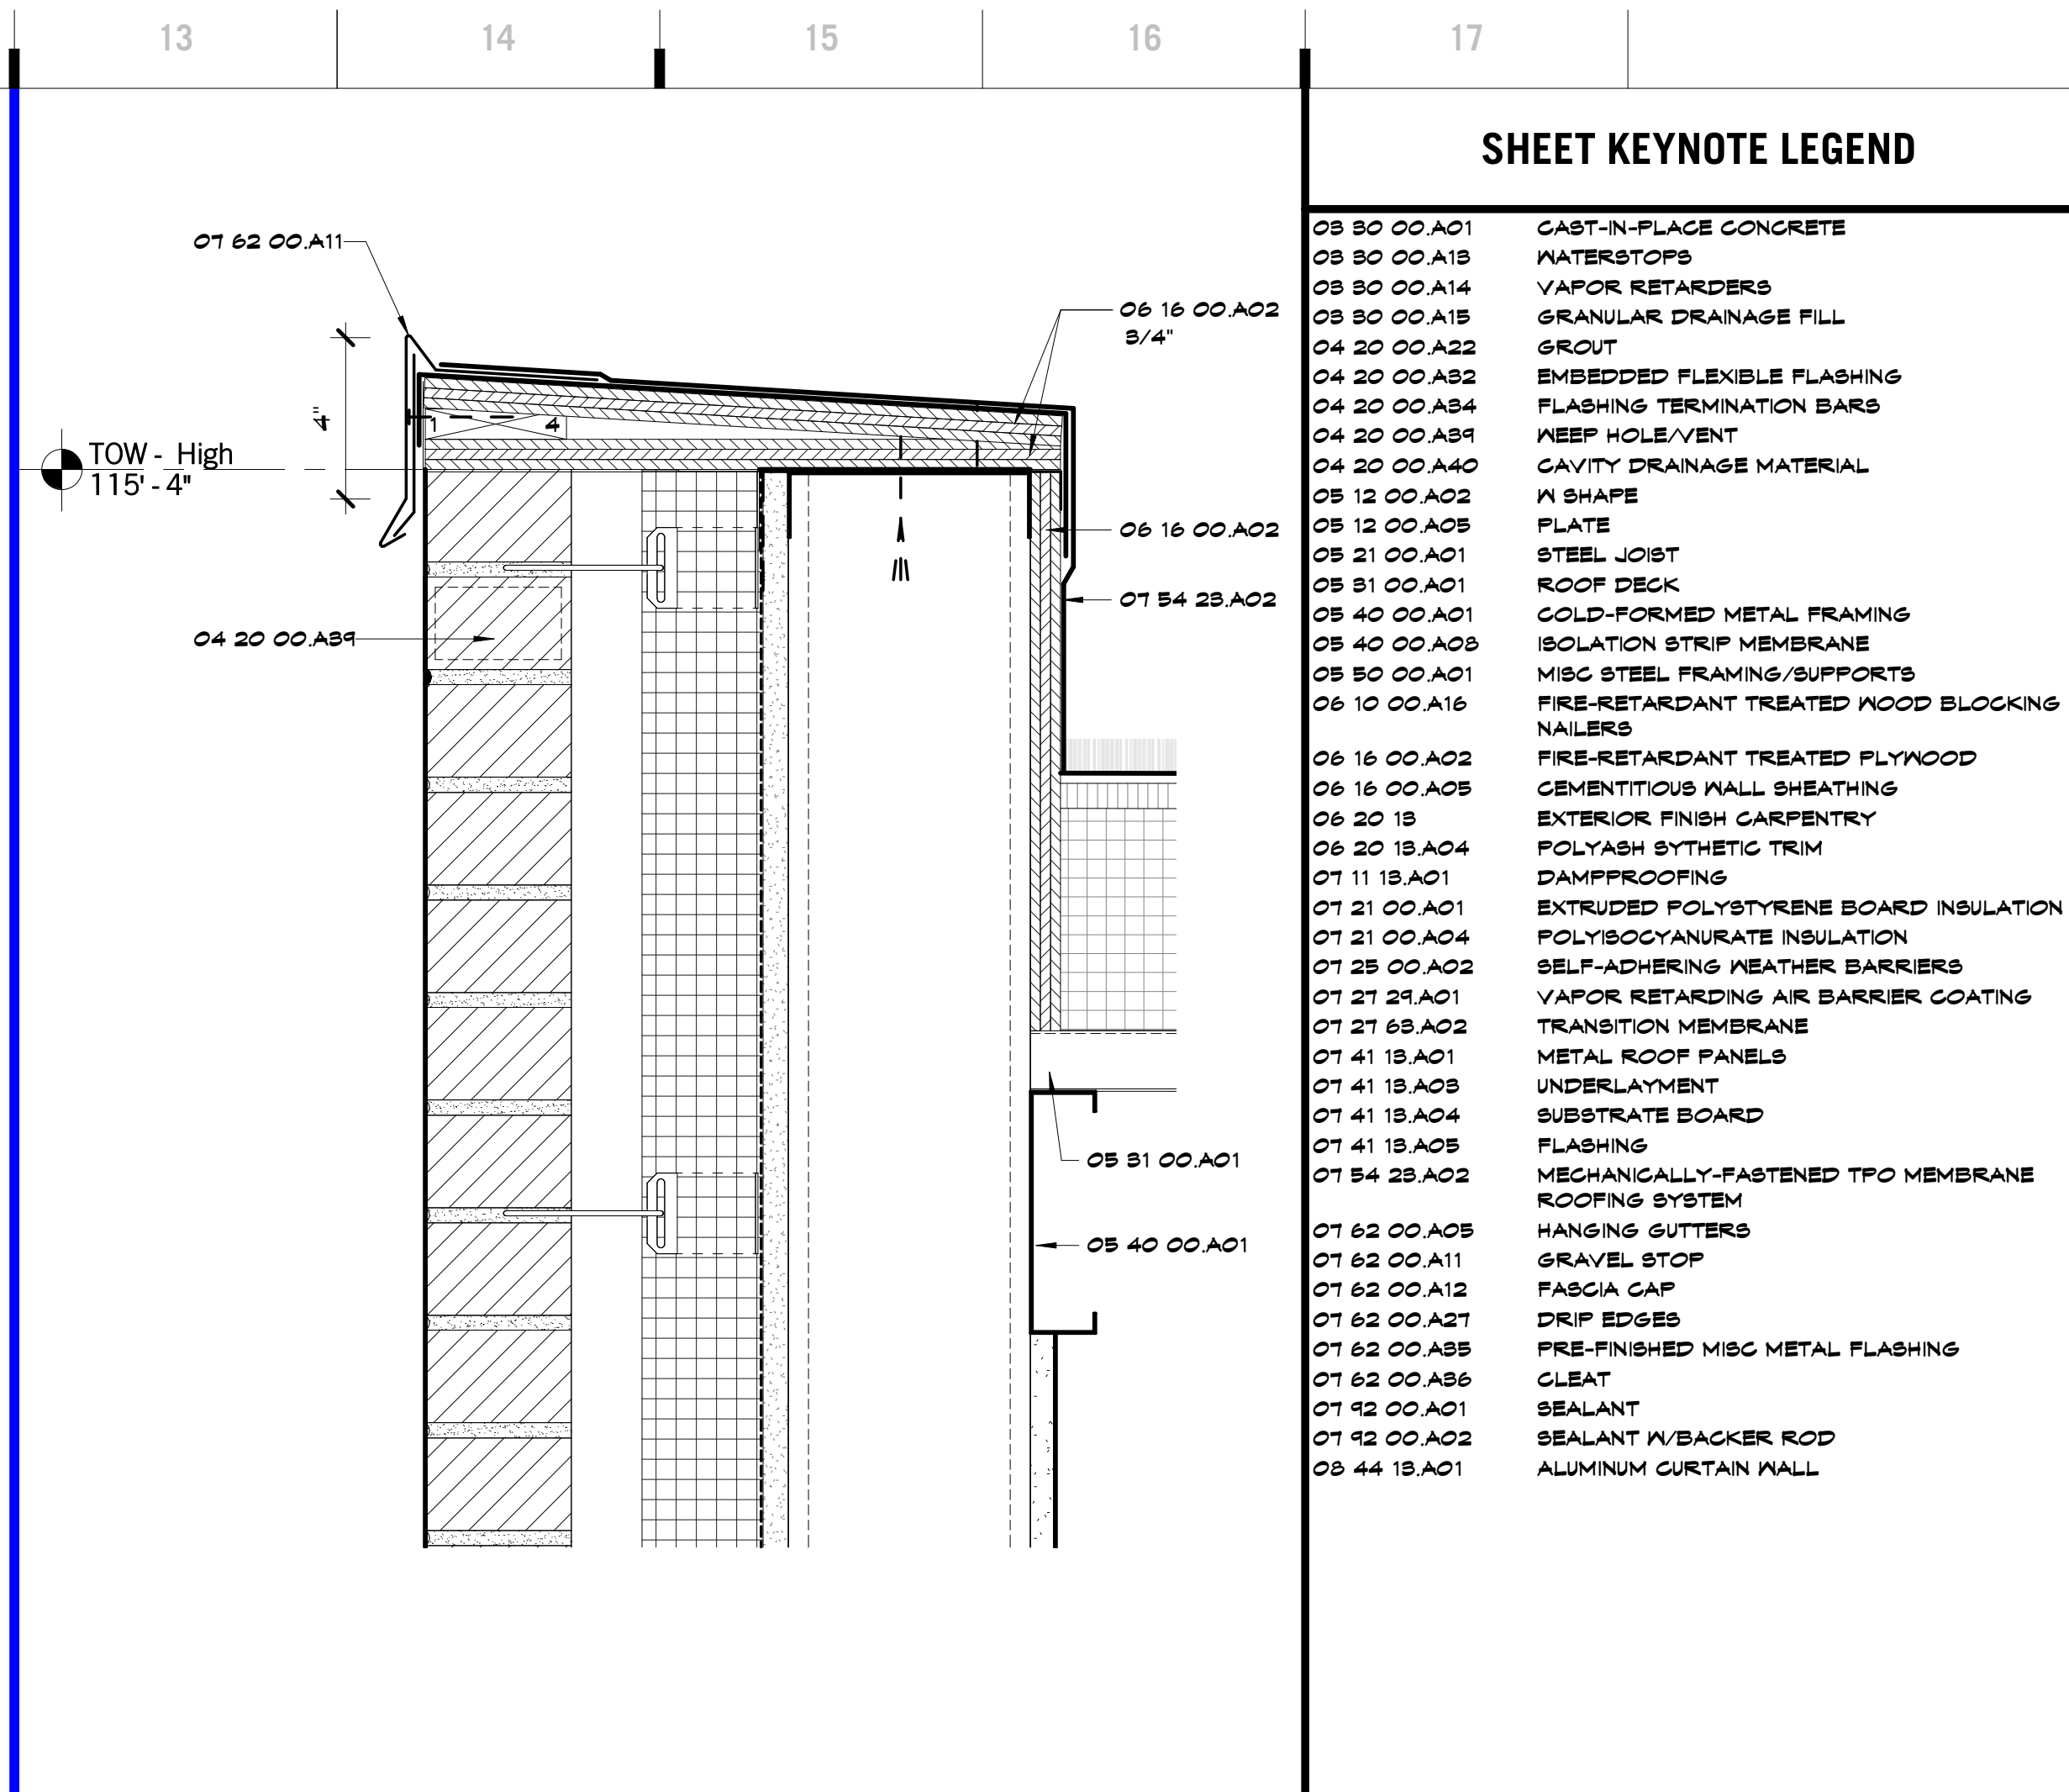 13 14 15 16 17
SHEET KEYNOTE LEGEND
07 62 00.A11
06 16 00.A02
3/4"
4"
1 4
TOW - High
115' - 4"
06 16 00.A02
07 54 23.A02
04 20 00.A39
05 31 00.A01
05 40 00.A01
03 30 00.A01 CAST-IN-PLACE CONCRETE
03 30 00.A13 WATERSTOPS
03 30 00.A14 VAPOR RETARDERS
03 30 00.A15 GRANULAR DRAINAGE FILL
04 20 00.A22 GROUT
04 20 00.A32 EMBEDDED FLEXIBLE FLASHING
04 20 00.A34 FLASHING TERMINATION BARS
04 20 00.A39 WEEP HOLE/VENT
04 20 00.A40 CAVITY DRAINAGE MATERIAL
05 12 00.A02 W SHAPE
05 12 00.A05 PLATE
05 21 00.A01 STEEL JOIST
05 31 00.A01 ROOF DECK
05 40 00.A01 COLD-FORMED METAL FRAMING
05 40 00.A08 ISOLATION STRIP MEMBRANE
05 50 00.A01 MISC STEEL FRAMING/SUPPORTS
06 10 00.A16 FIRE-RETARDANT TREATED WOOD BLOCKING
NAILERS
06 16 00.A02 FIRE-RETARDANT TREATED PLYWOOD
06 16 00.A05 CEMENTITIOUS WALL SHEATHING
06 20 13 EXTERIOR FINISH CARPENTRY
06 20 13.A04 POLYASH SYTHETIC TRIM
07 11 13.A01 DAMPPROOFING
07 21 00.A01 EXTRUDED POLYSTYRENE BOARD INSULATION
07 21 00.A04 POLYISOCYANURATE INSULATION
07 25 00.A02 SELF-ADHERING WEATHER BARRIERS
07 27 29.A01 VAPOR RETARDING AIR BARRIER COATING
07 27 63.A02 TRANSITION MEMBRANE
07 41 13.A01 METAL ROOF PANELS
07 41 13.A03 UNDERLAYMENT
07 41 13.A04 SUBSTRATE BOARD
07 41 13.A05 FLASHING
07 54 23.A02 MECHANICALLY-FASTENED TPO MEMBRANE
ROOFING SYSTEM
07 62 00.A05 HANGING GUTTERS
07 62 00.A11 GRAVEL STOP
07 62 00.A12 FASCIA CAP
07 62 00.A27 DRIP EDGES
07 62 00.A35 PRE-FINISHED MISC METAL FLASHING
07 62 00.A36 CLEAT
07 92 00.A01 SEALANT
07 92 00.A02 SEALANT W/BACKER ROD
08 44 13.A01 ALUMINUM CURTAIN WALL